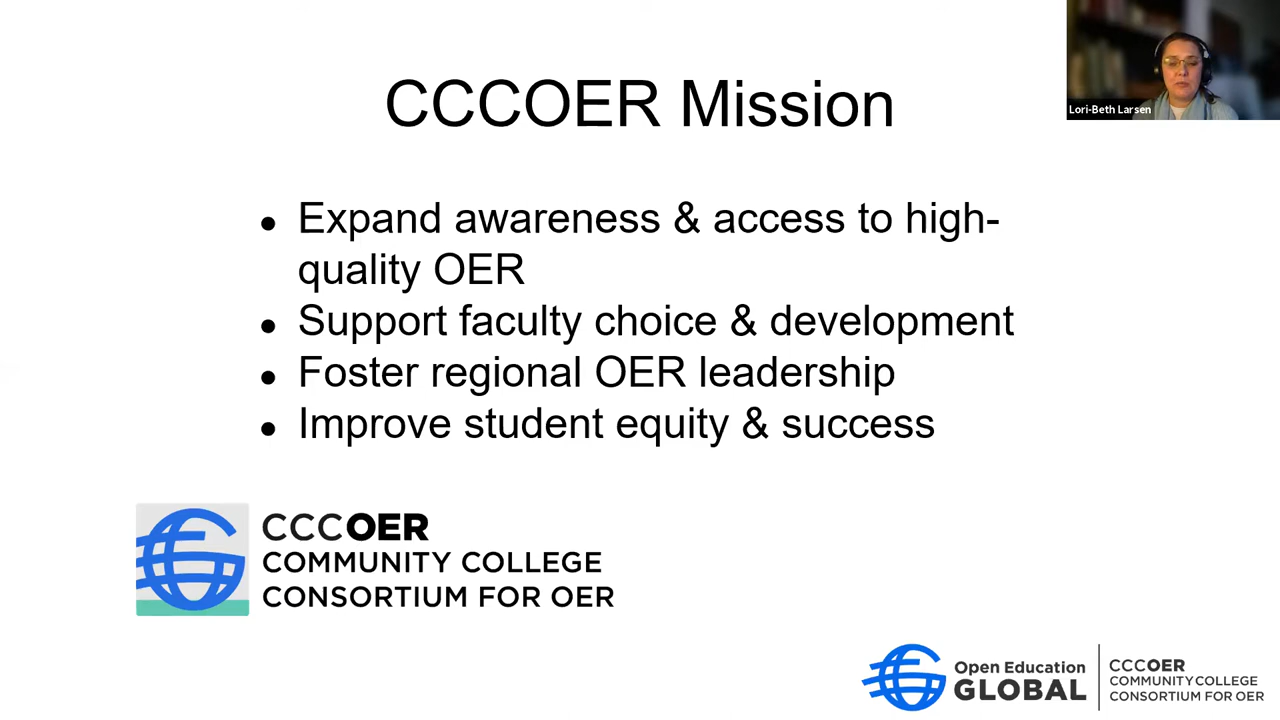 CCCOER Mission
Lori-Beth Larsen
● Expand awareness & access to high-
quality OER
● Support faculty choice & development
● Foster regional OER leadership
● Improve student equity & success
CCCOER
COMMUNITY COLLEGE
CONSORTIUM FOR OER
Open Education
GLOBAL
CCCOER
COMMUNITY COLLEGE
CONSORTIUM FOR OER